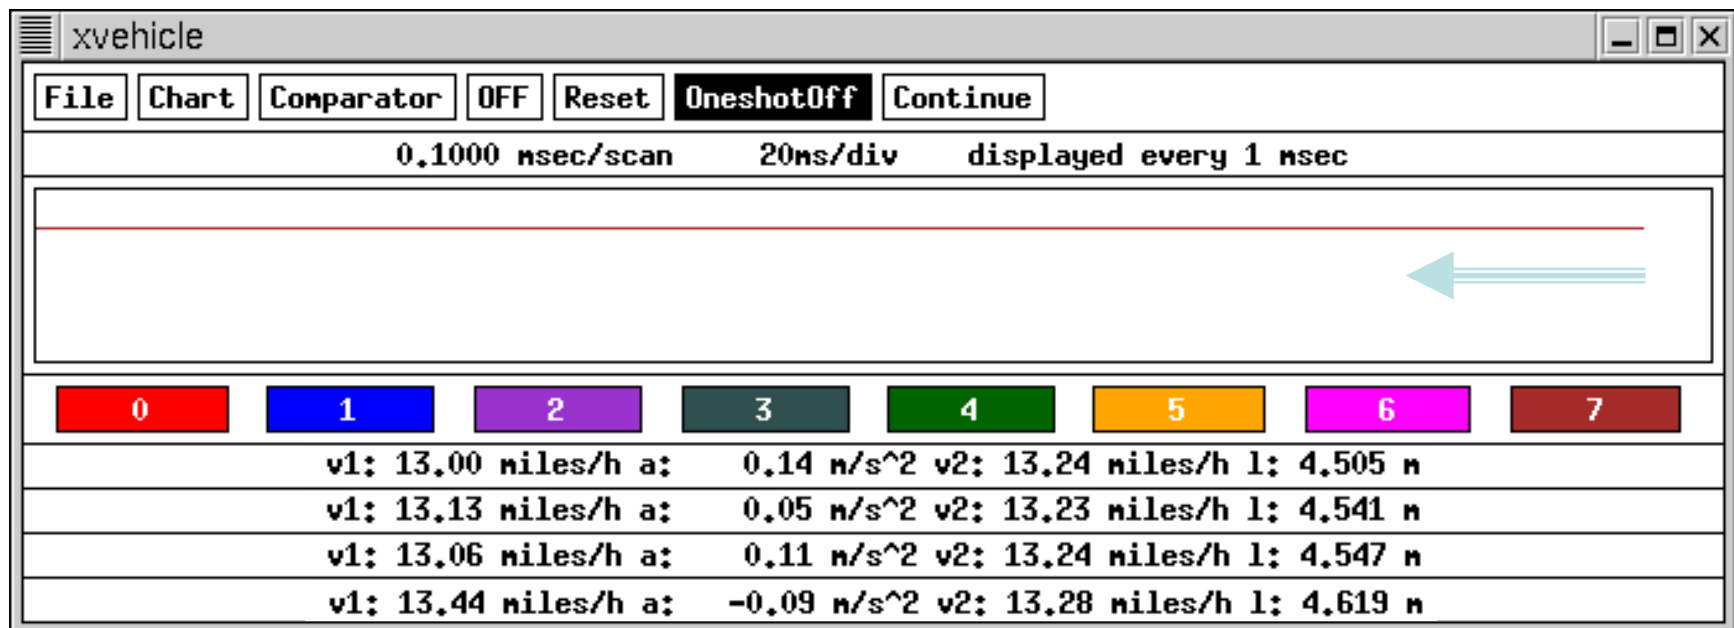 xvehicle
File Chart Comparator OFF Reset OneshotOff Continue
0.1000 msec/scan 20ms/div displayed every 1 msec
0 1 2 3 4 5 6 7
v1: 13.00 miles/h a: 0.14 m/s^2 v2: 13.24 miles/h l: 4.505 m
v1: 13.13 miles/h a: 0.05 m/s^2 v2: 13.23 miles/h l: 4.541 m
v1: 13.06 miles/h a: 0.11 m/s^2 v2: 13.24 miles/h l: 4.547 m
v1: 13.44 miles/h a: -0.09 m/s^2 v2: 13.28 miles/h l: 4.619 m